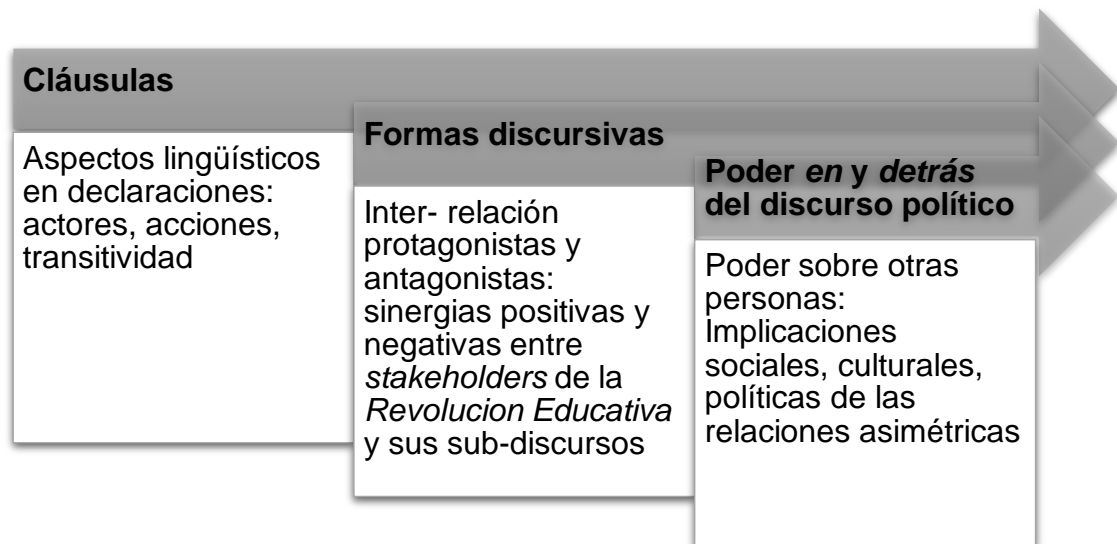 Cláusulas
Aspectos lingüísticos
en declaraciones:
actores, acciones,
transitividad
Formas discursivas
Inter- relación
protagonistas y
antagonistas:
sinergias positivas y
negativas entre
stakeholders de la
Revolucion Educativa
y sus sub-discursos
Poder en y detrás
del discurso político
Poder sobre otras
personas:
Implicaciones
sociales, culturales,
políticas de las
relaciones asimétricas